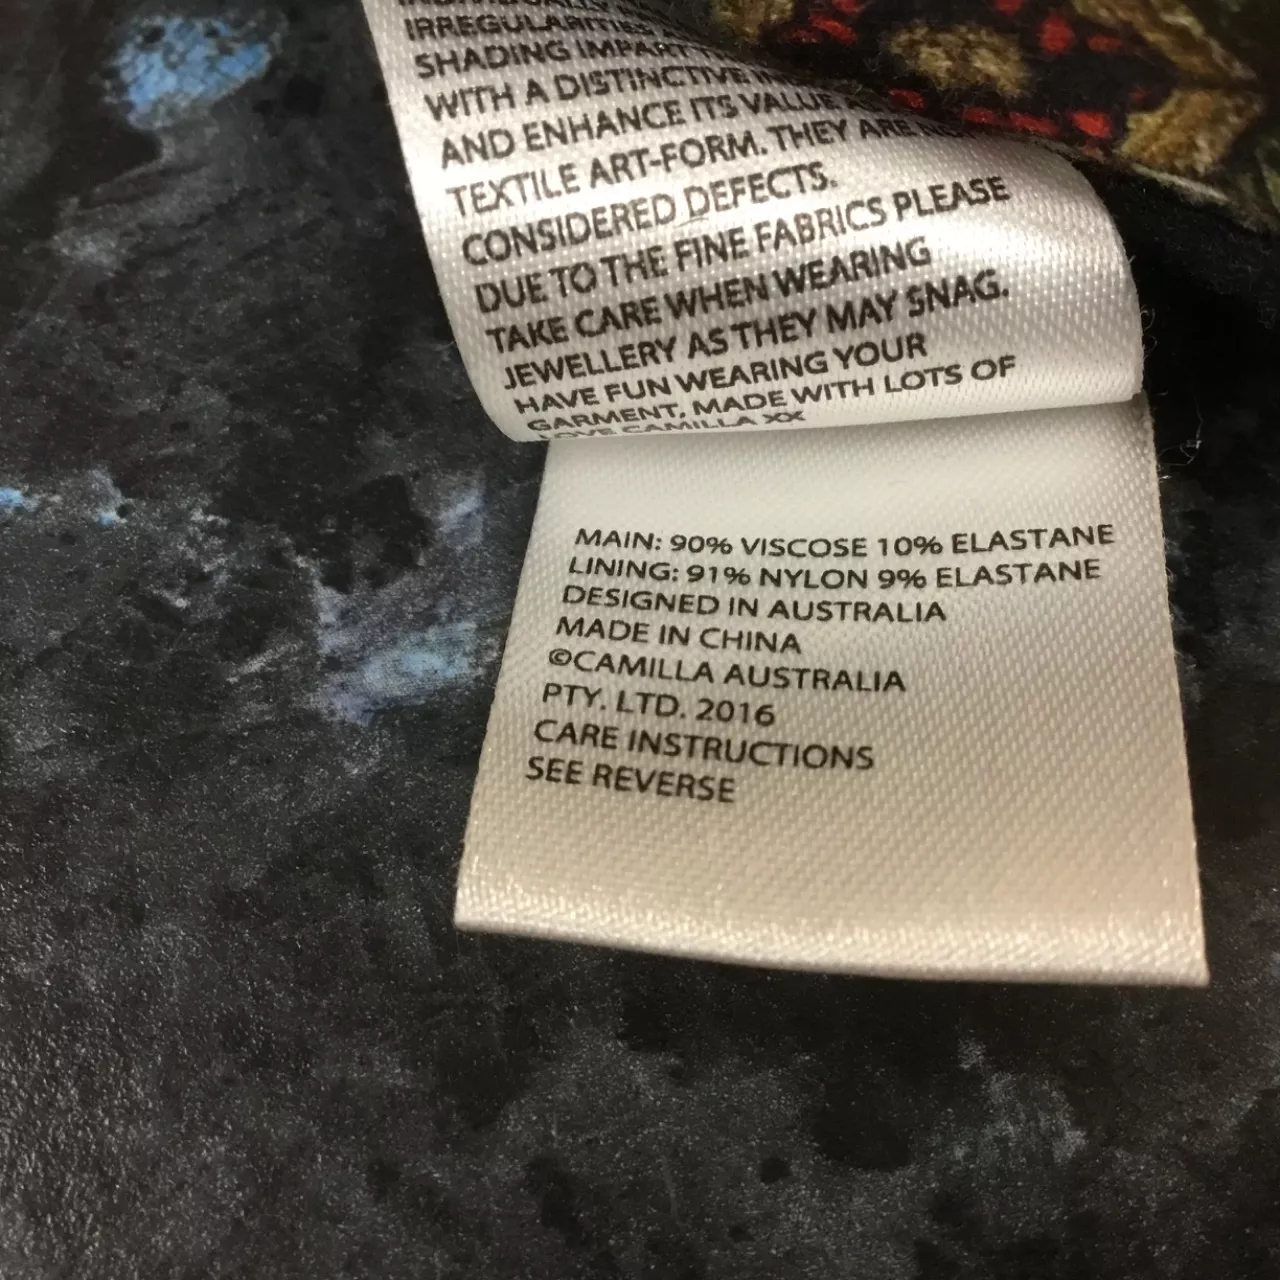 IRREGULARITIES
SHADING IMPART
WITH A DISTINCTIVE
AND ENHANCE ITS VALUE
TEXTILE ART-FORM. THEY ARE
CONSIDERED DEFECTS.
DUE TO THE FINE FABRICS PLEASE
TAKE CARE WHEN WEARING
JEWELLERY AS THEY MAY SNAG.
HAVE FUN WEARING YOUR
GARMENT. MADE WITH LOTS OF
LOVE CAMILLA XX
MAIN: 90% VISCOSE 10% ELASTANE
LINING: 91% NYLON 9% ELASTANE
DESIGNED IN AUSTRALIA
MADE IN CHINA
©CAMILLA AUSTRALIA
PTY. LTD. 2016
CARE INSTRUCTIONS
SEE REVERSE